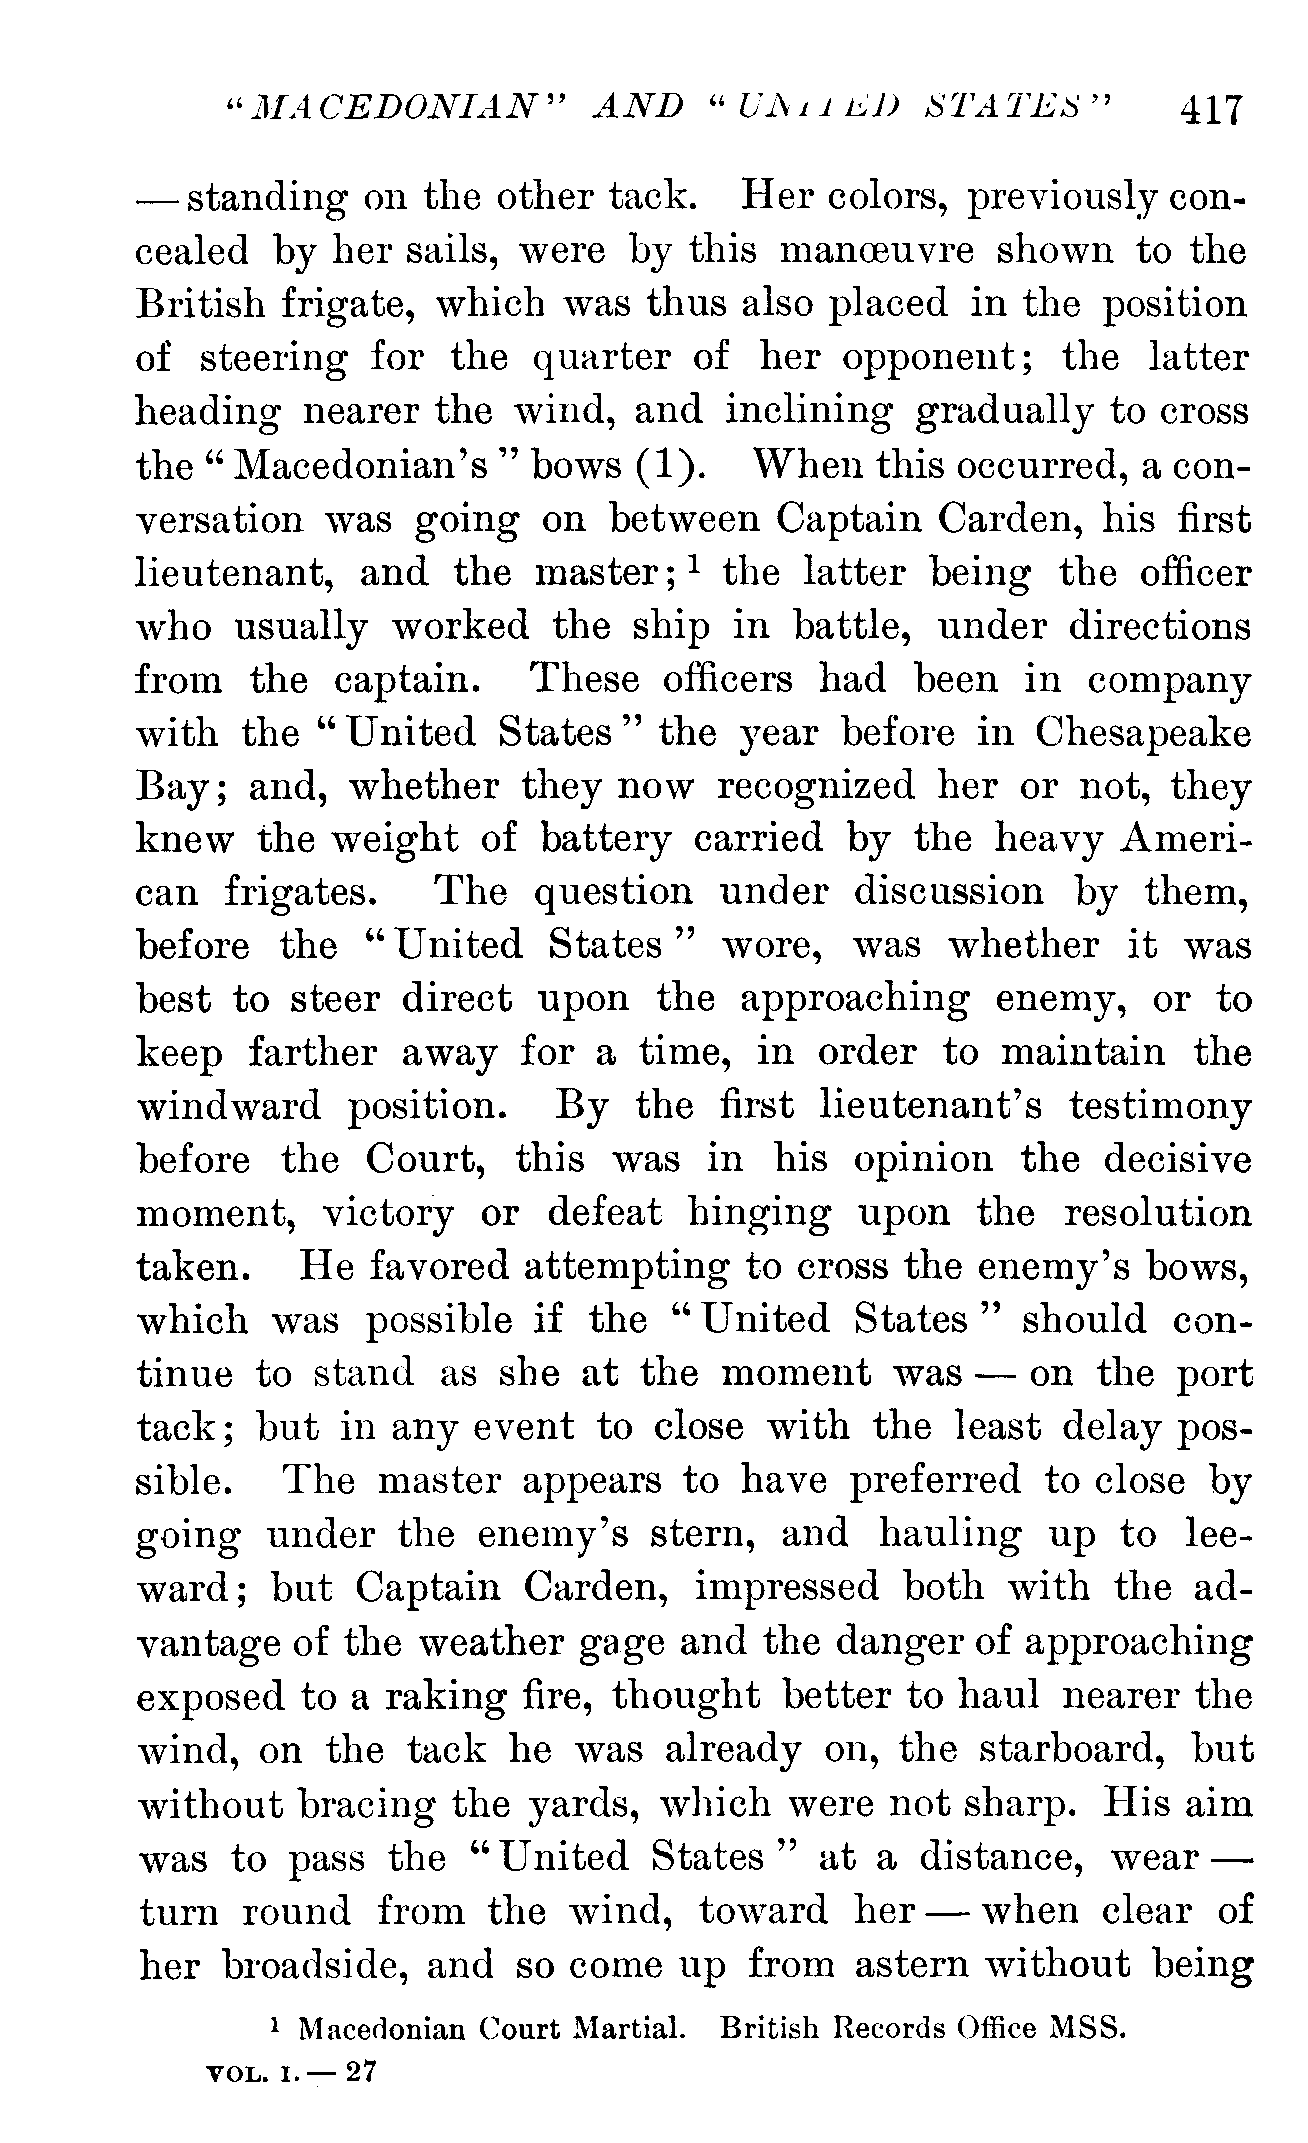 "MACEDONIAN" AND "UNITED STATES" 417
— standing on the other tack. Her colors, previously con-
cealed by her sails, were by this manœuvre shown to the
British frigate, which was thus also placed in the position
of steering for the quarter of her opponent; the latter
heading nearer the wind, and inclining gradually to cross
the "Macedonian's" bows (1). When this occurred, a con-
versation was going on between Captain Carden, his first
lieutenant, and the master;¹ the latter being the officer
who usually worked the ship in battle, under directions
from the captain. These officers had been in company
with the "United States" the year before in Chesapeake
Bay; and, whether they now recognized her or not, they
knew the weight of battery carried by the heavy Ameri-
can frigates. The question under discussion by them,
before the "United States" wore, was whether it was
best to steer direct upon the approaching enemy, or to
keep farther away for a time, in order to maintain the
windward position. By the first lieutenant's testimony
before the Court, this was in his opinion the decisive
moment, victory or defeat hinging upon the resolution
taken. He favored attempting to cross the enemy's bows,
which was possible if the "United States" should con-
tinue to stand as she at the moment was — on the port
tack; but in any event to close with the least delay pos-
sible. The master appears to have preferred to close by
going under the enemy's stern, and hauling up to lee-
ward; but Captain Carden, impressed both with the ad-
vantage of the weather gage and the danger of approaching
exposed to a raking fire, thought better to haul nearer the
wind, on the tack he was already on, the starboard, but
without bracing the yards, which were not sharp. His aim
was to pass the "United States" at a distance, wear —
turn round from the wind, toward her — when clear of
her broadside, and so come up from astern without being
¹ Macedonian Court Martial. British Records Office MSS.
VOL. I. — 27